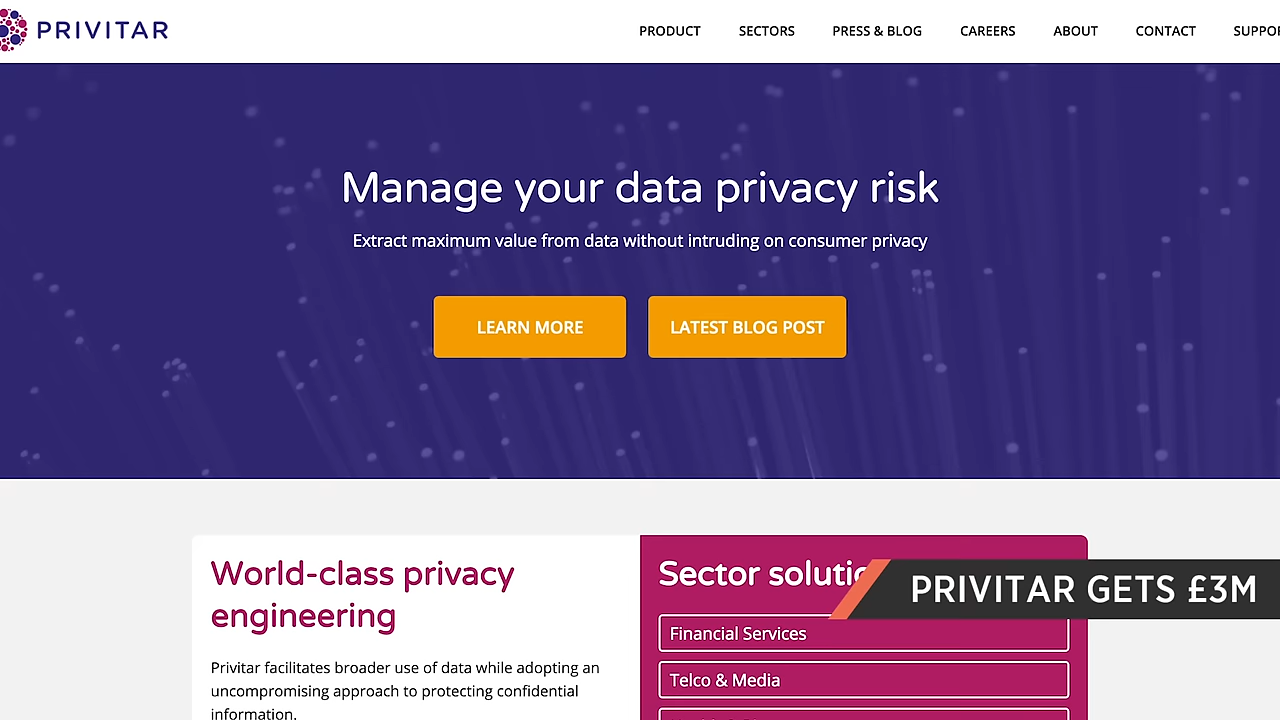 PRIVITAR
PRODUCT SECTORS PRESS & BLOG CAREERS ABOUT CONTACT
Manage your data privacy risk
Extract maximum value from data without intruding on consumer privacy
LEARN MORE LATEST BLOG POST
World-class privacy
engineering
Privitar facilitates broader use of data while adopting an
uncompromising approach to protecting confidential
information.
Sector
PRIVITAR GETS £3M
Financial Services
Telco & Media